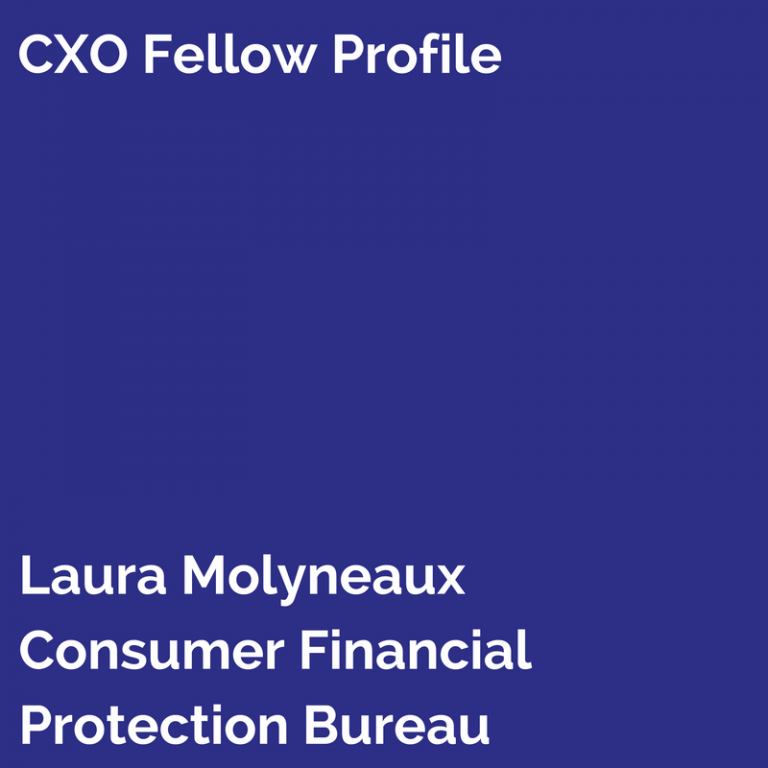 CXO Fellow Profile
Laura Molyneaux
Consumer Financial
Protection Bureau